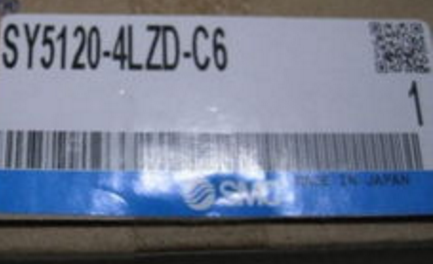 SY5120-4LZD-C6
1
SMC MADE IN JAPAN